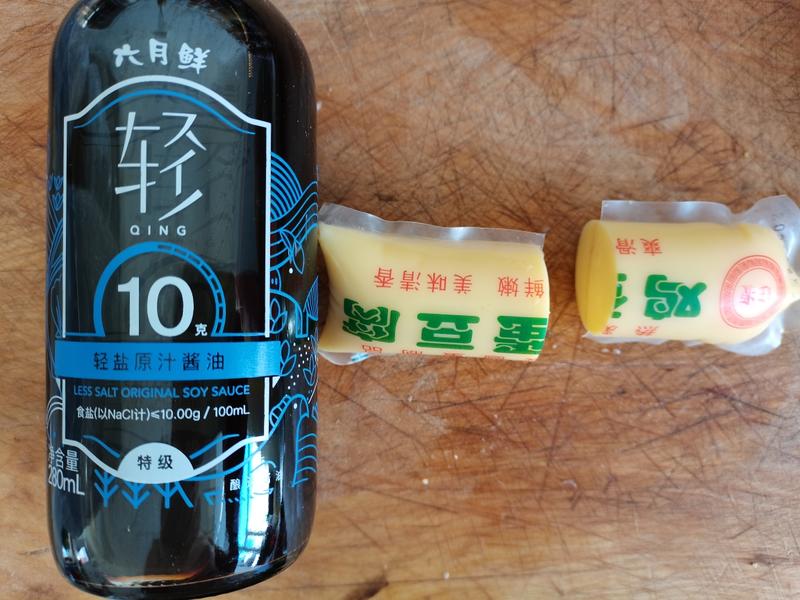 六月鲜
轻
QING
10克
轻盐原汁酱油
LESS SALT ORIGINAL SOY SAUCE
食盐(以NaCl计)≤10.00g / 100mL
特级
净含量
280mL
鲜嫩 美味清香
蛋豆腐
爽滑
鸡